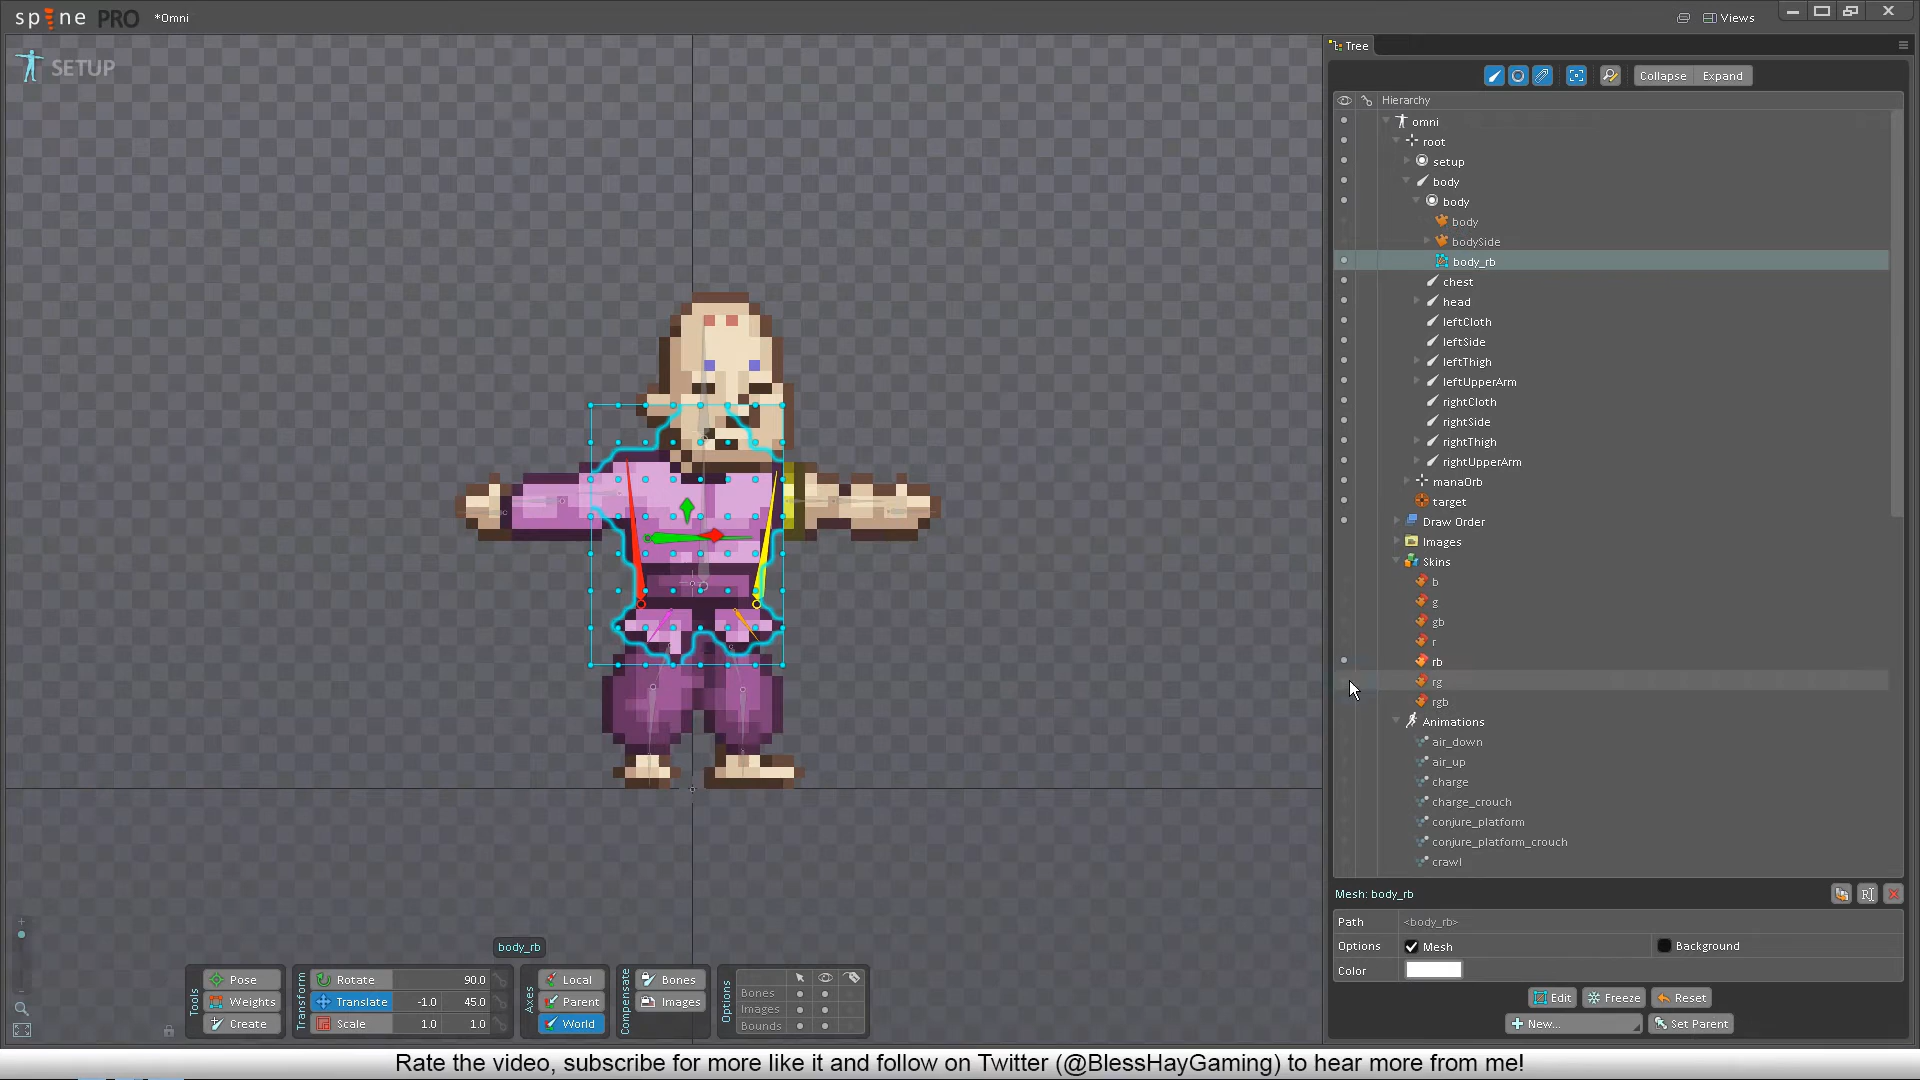 spine PRO
*Omni
Views
SETUP
Tree
Collapse
Expand
Hierarchy
omni
root
setup
body
body
body
bodySide
body_rb
chest
head
leftCloth
leftSide
leftThigh
leftUpperArm
rightCloth
rightSide
rightThigh
rightUpperArm
manaOrb
target
Draw Order
Images
Skins
b
g
gb
r
rb
rg
rgb
Animations
air_down
air_up
charge
charge_crouch
conjure_platform
conjure_platform_crouch
crawl
Mesh: body_rb
Path
<body_rb>
Options
Mesh
Background
Color
Edit
Freeze
Reset
New...
Set Parent
body_rb
Tools
Pose
Weights
Create
Transform
Rotate 90.0
Translate -1.0 45.0
Scale 1.0 1.0
Axes
Local
Parent
World
Compensate
Bones
Images
Options
Bones
Images
Bounds
Rate the video, subscribe for more like it and follow on Twitter (@BlessHayGaming) to hear more from me!